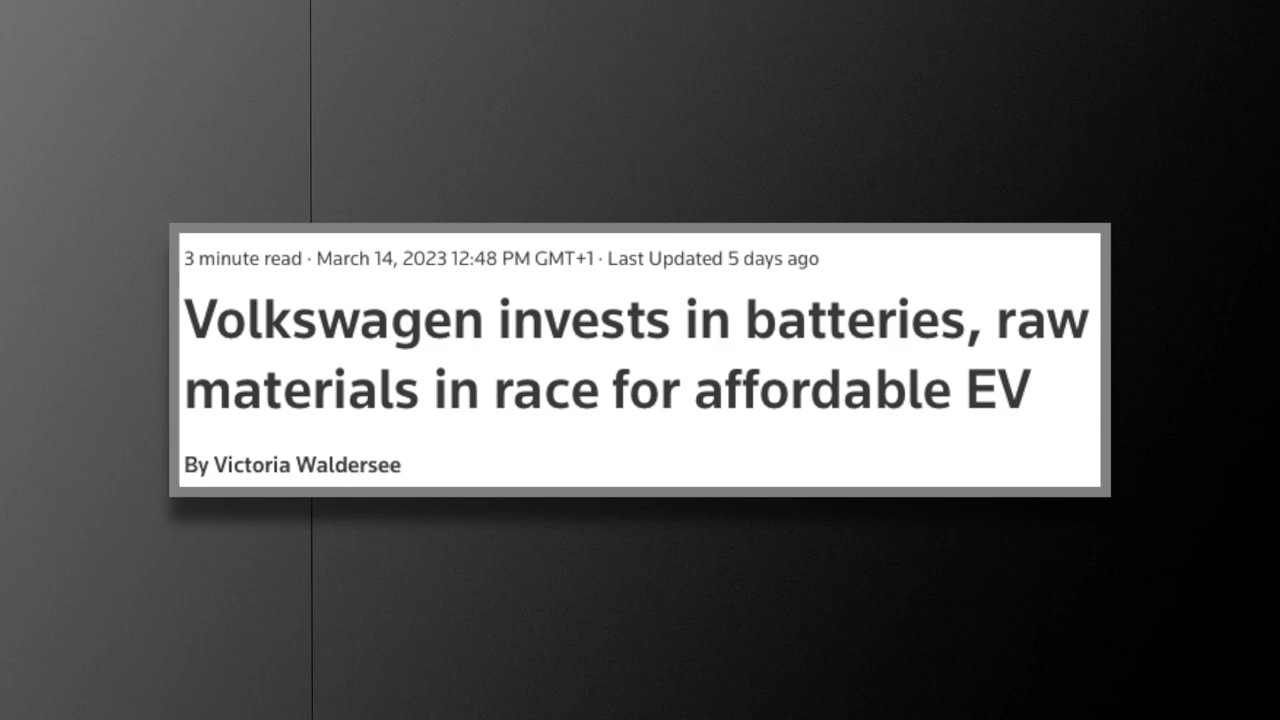 3 minute read · March 14, 2023 12:48 PM GMT+1 · Last Updated 5 days ago
Volkswagen invests in batteries, raw
materials in race for affordable EV
By Victoria Waldersee